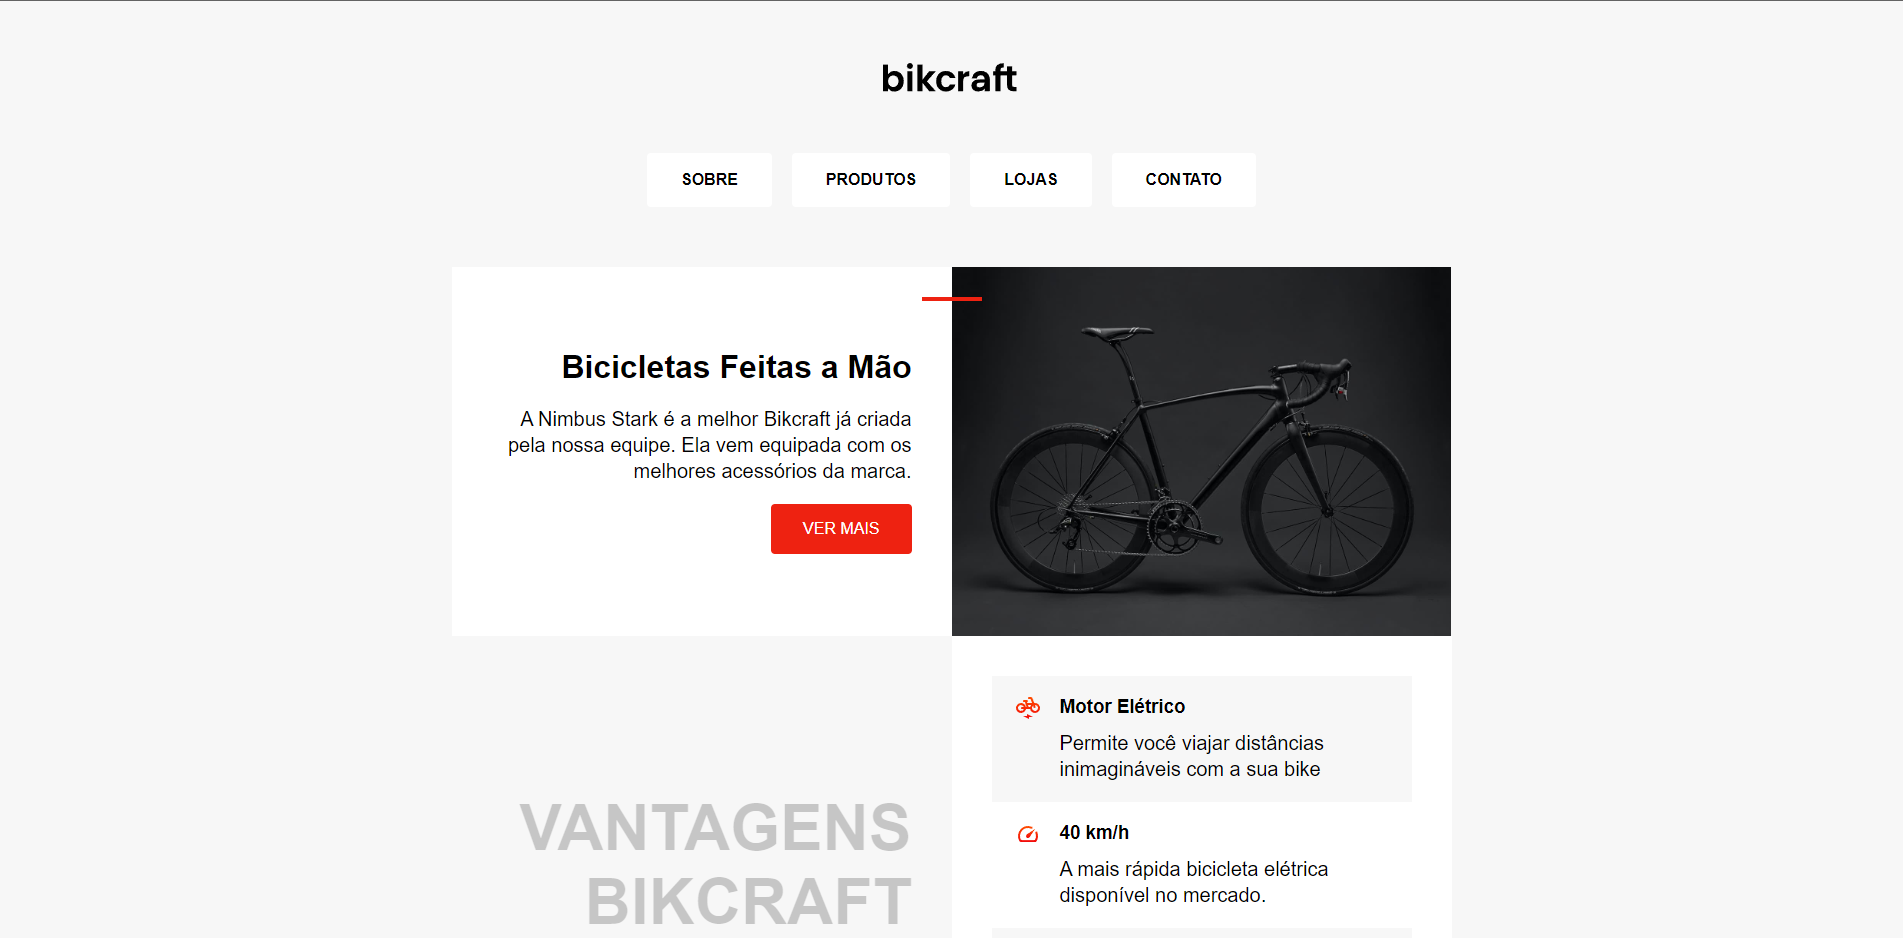 bikcraft
SOBRE PRODUTOS LOJAS CONTATO
Bicicletas Feitas a Mão
A Nimbus Stark é a melhor Bikcraft já criada
pela nossa equipe. Ela vem equipada com os
melhores acessórios da marca.
VER MAIS
VANTAGENS
BIKCRAFT
Motor Elétrico
Permite você viajar distâncias
inimagináveis com a sua bike
40 km/h
A mais rápida bicicleta elétrica
disponível no mercado.